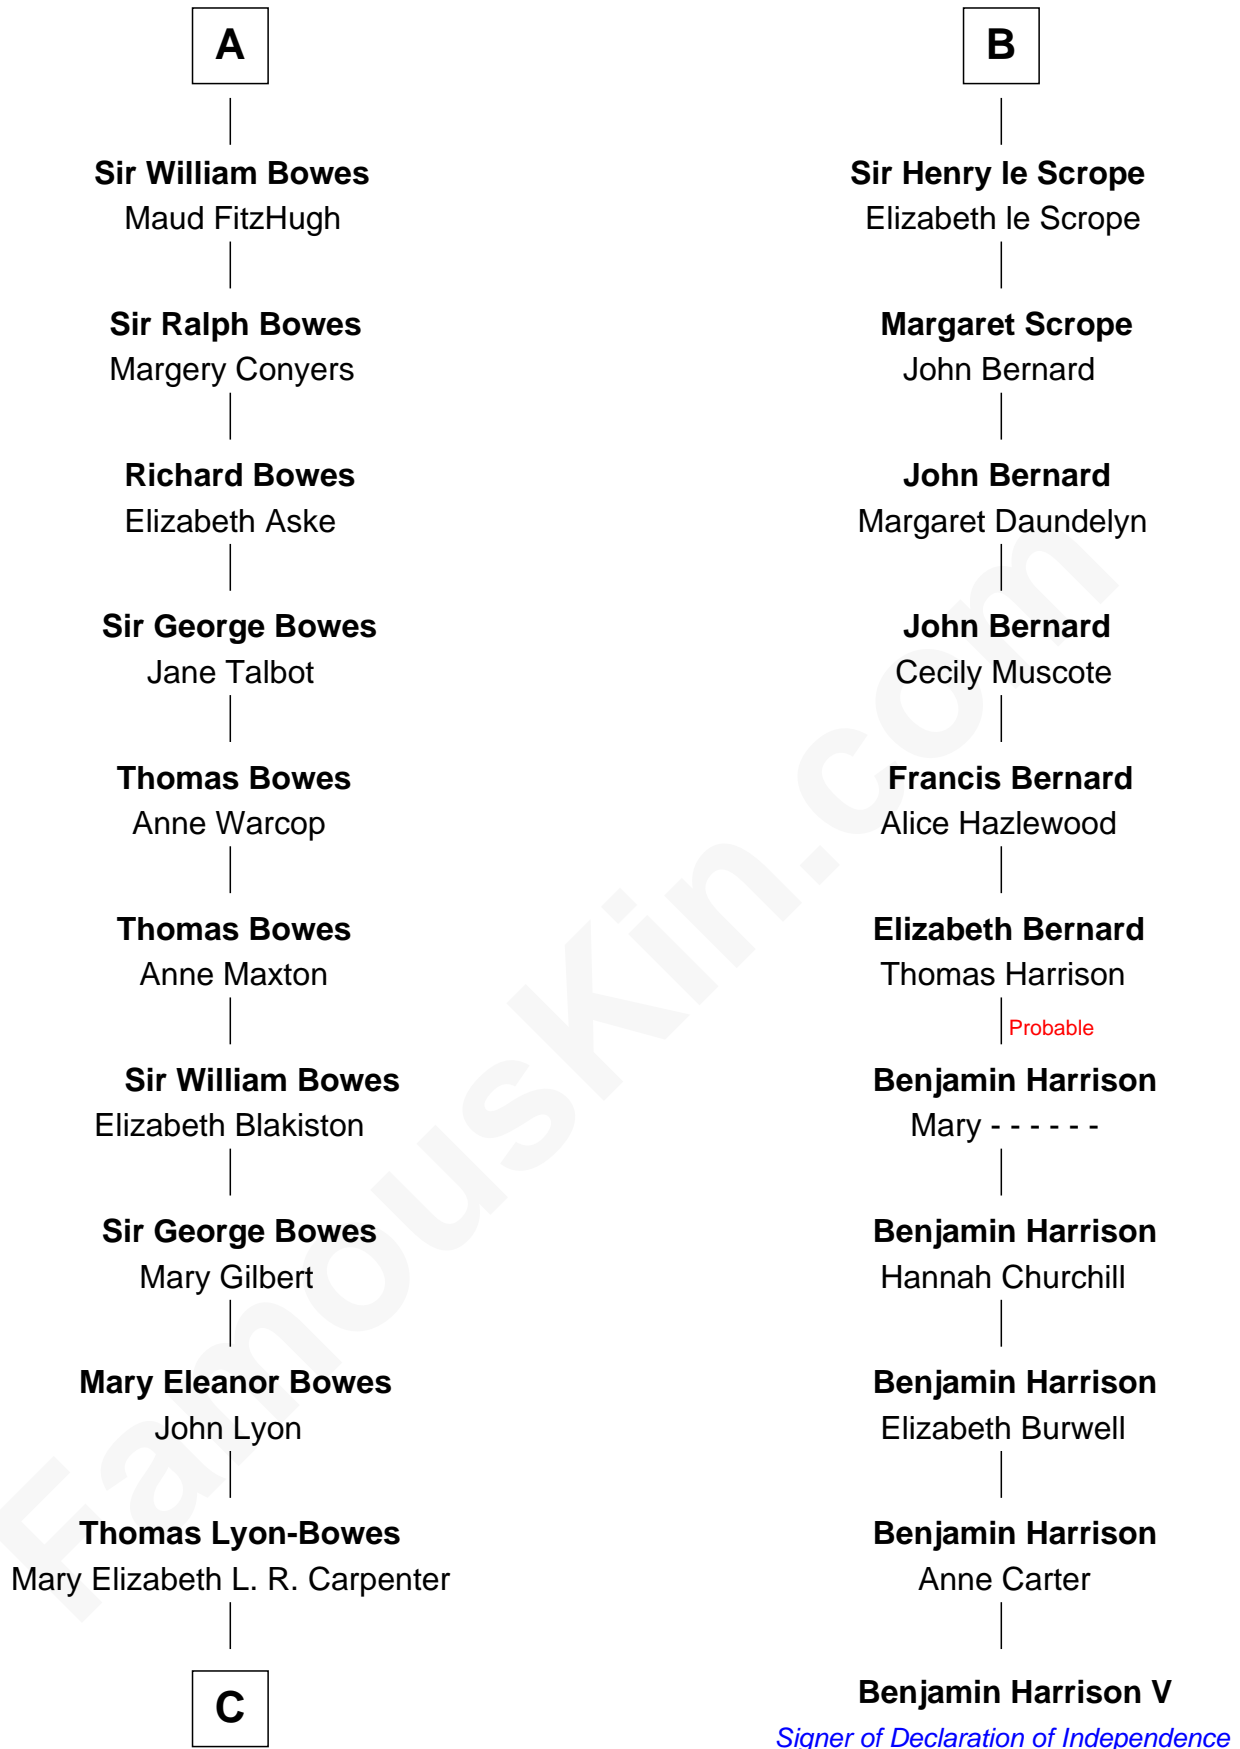 A
Sir William Bowes
Maud FitzHugh
Sir Ralph Bowes
Margery Conyers
Richard Bowes
Elizabeth Aske
Sir George Bowes
Jane Talbot
Thomas Bowes
Anne Warcop
Thomas Bowes
Anne Maxton
Sir William Bowes
Elizabeth Blakiston
Sir George Bowes
Mary Gilbert
Mary Eleanor Bowes
John Lyon
Thomas Lyon-Bowes
Mary Elizabeth L. R. Carpenter
C
B
Sir Henry le Scrope
Elizabeth le Scrope
Margaret Scrope
John Bernard
John Bernard
Margaret Daundelyn
John Bernard
Cecily Muscote
Francis Bernard
Alice Hazlewood
Elizabeth Bernard
Thomas Harrison
Probable
Benjamin Harrison
Mary - - - - - -
Benjamin Harrison
Hannah Churchill
Benjamin Harrison
Elizabeth Burwell
Benjamin Harrison
Anne Carter
Benjamin Harrison V
Signer of Declaration of Independence
FamousKin.com